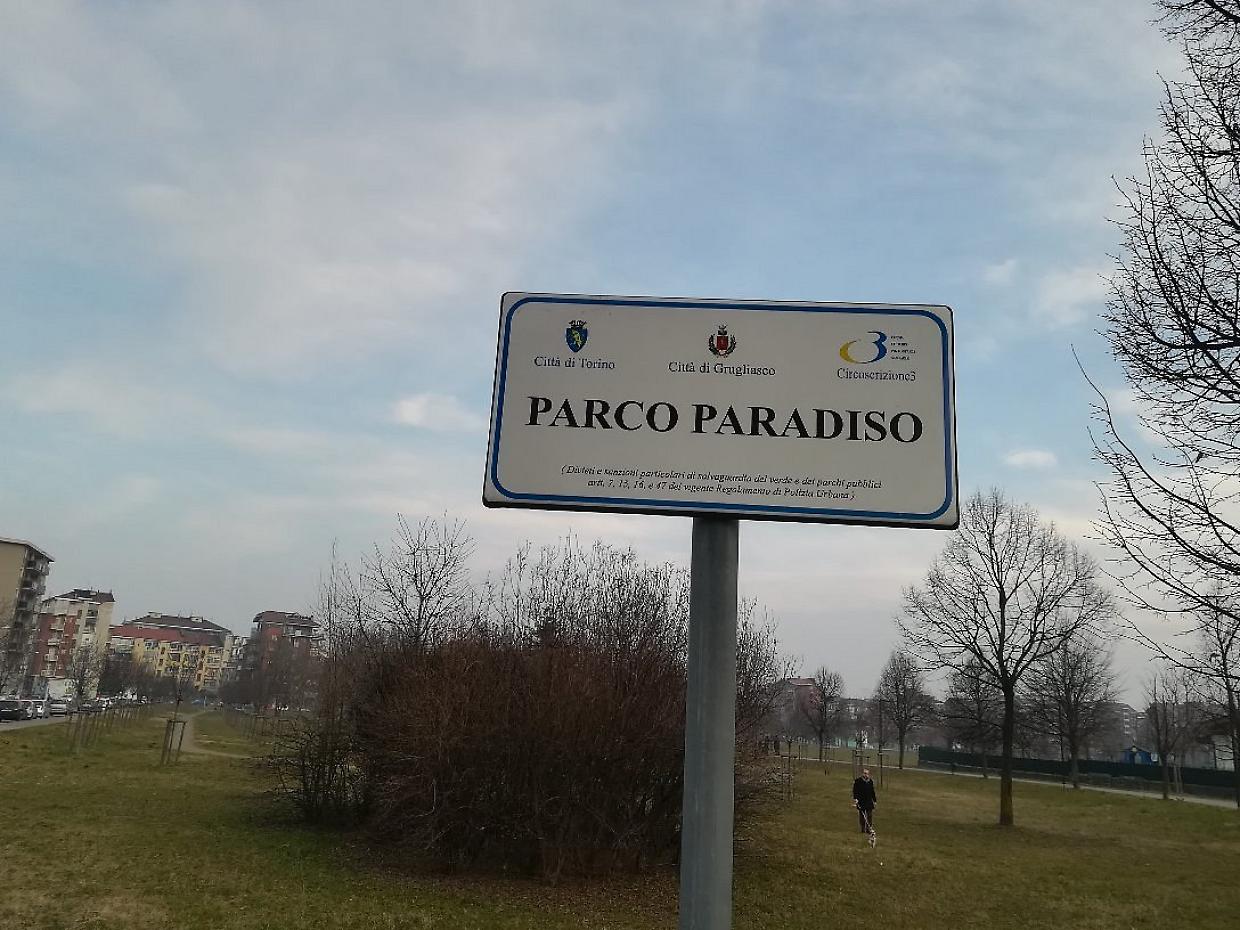 Città di Torino
Città di Grugliasco
Circoscrizione3
PARCO PARADISO
(Divieti e sanzioni particolari di salvaguardia del verde e dei parchi pubblici
artt. 7, 15, 16, e 47 del vigente Regolamento di Polizia Urbana)